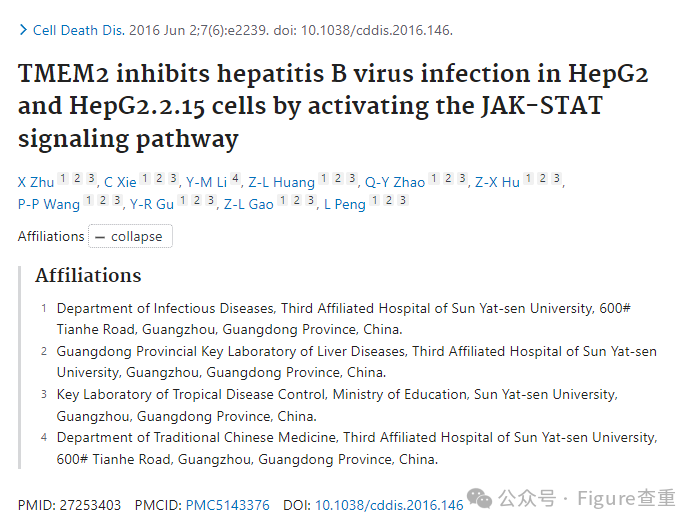 > Cell Death Dis. 2016 Jun 2;7(6):e2239. doi: 10.1038/cddis.2016.146.
TMEM2 inhibits hepatitis B virus infection in HepG2
and HepG2.2.15 cells by activating the JAK-STAT
signaling pathway
X Zhu 1 2 3, C Xie 1 2 3, Y-M Li 4, Z-L Huang 1 2 3, Q-Y Zhao 1 2 3, Z-X Hu 1 2 3,
P-P Wang 1 2 3, Y-R Gu 1 2 3, Z-L Gao 1 2 3, L Peng 1 2 3
Affiliations — collapse
Affiliations
1 Department of Infectious Diseases, Third Affiliated Hospital of Sun Yat-sen University, 600#
Tianhe Road, Guangzhou, Guangdong Province, China.
2 Guangdong Provincial Key Laboratory of Liver Diseases, Third Affiliated Hospital of Sun Yat-sen
University, Guangzhou, Guangdong Province, China.
3 Key Laboratory of Tropical Disease Control, Ministry of Education, Sun Yat-sen University,
Guangzhou, Guangdong Province, China.
4 Department of Traditional Chinese Medicine, Third Affiliated Hospital of Sun Yat-sen University,
600# Tianhe Road, Guangzhou, Guangdong Province, China.
PMID: 27253403 PMCID: PMC5143376 DOI: 10.1038/cddis.2016.146
公众号 · Figure查重